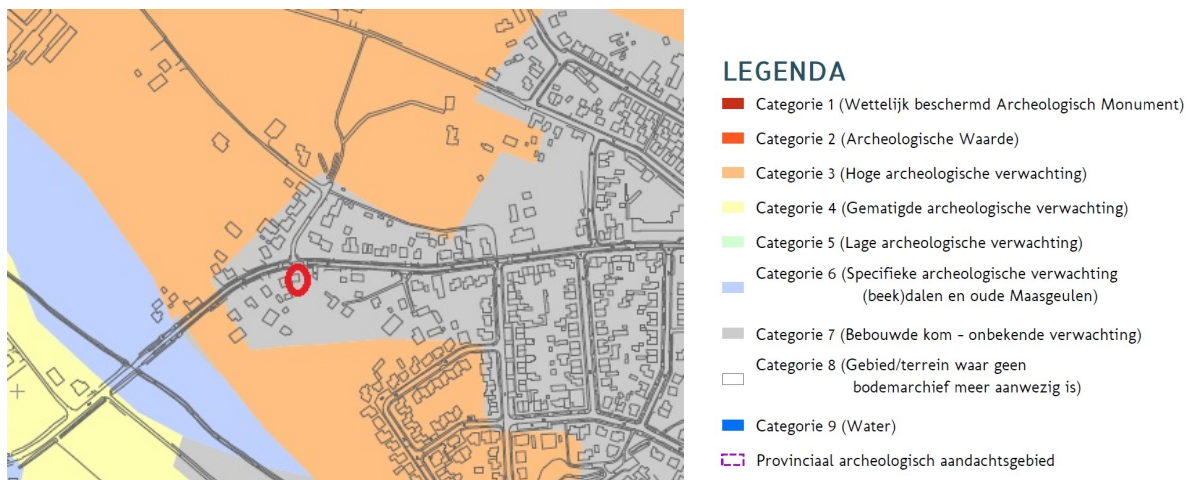 LEGENDA
Categorie 1 (Wettelijk beschermd Archeologisch Monument)
Categorie 2 (Archeologische Waarde)
Categorie 3 (Hoge archeologische verwachting)
Categorie 4 (Gematigde archeologische verwachting)
Categorie 5 (Lage archeologische verwachting)
Categorie 6 (Specifieke archeologische verwachting
(beek)dalen en oude Maasgeulen)
Categorie 7 (Bebouwde kom - onbekende verwachting)
Categorie 8 (Gebied/terrein waar geen
bodemarchief meer aanwezig is)
Categorie 9 (Water)
Provinciaal archeologisch aandachtsgebied